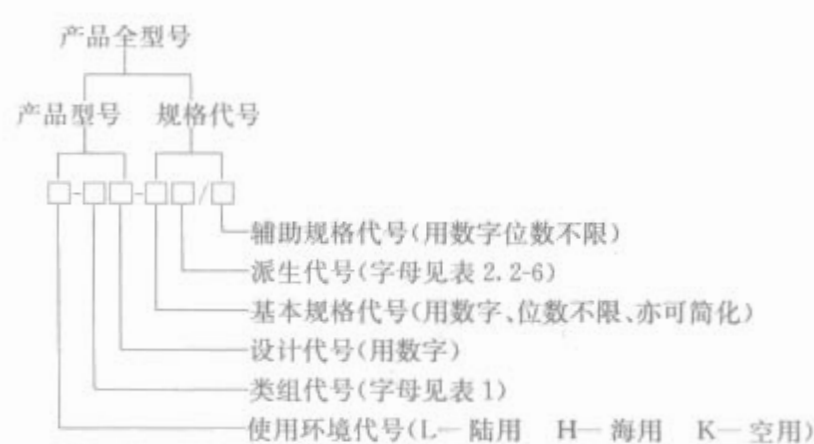 产品全型号
产品型号 规格代号
□-□□-□□/□
辅助规格代号(用数字位数不限)
派生代号(字母见表 2.2-6)
基本规格代号(用数字、位数不限、亦可简化)
设计代号(用数字)
类组代号(字母见表 1)
使用环境代号(L—陆用 H—海用 K—空用)